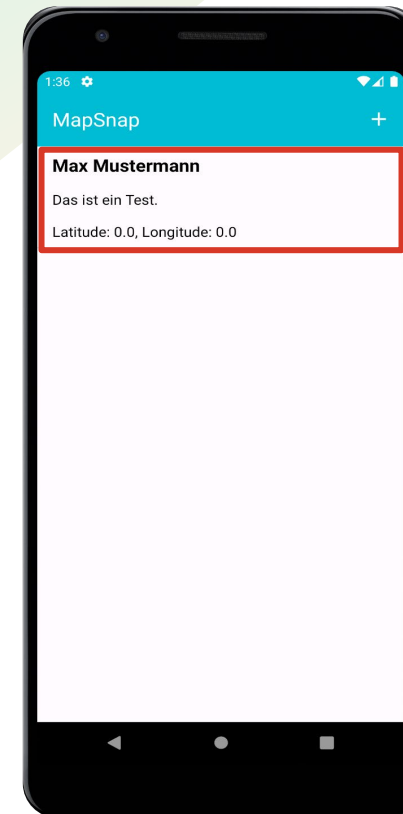 1:36
MapSnap
Max Mustermann
Das ist ein Test.
Latitude: 0.0, Longitude: 0.0